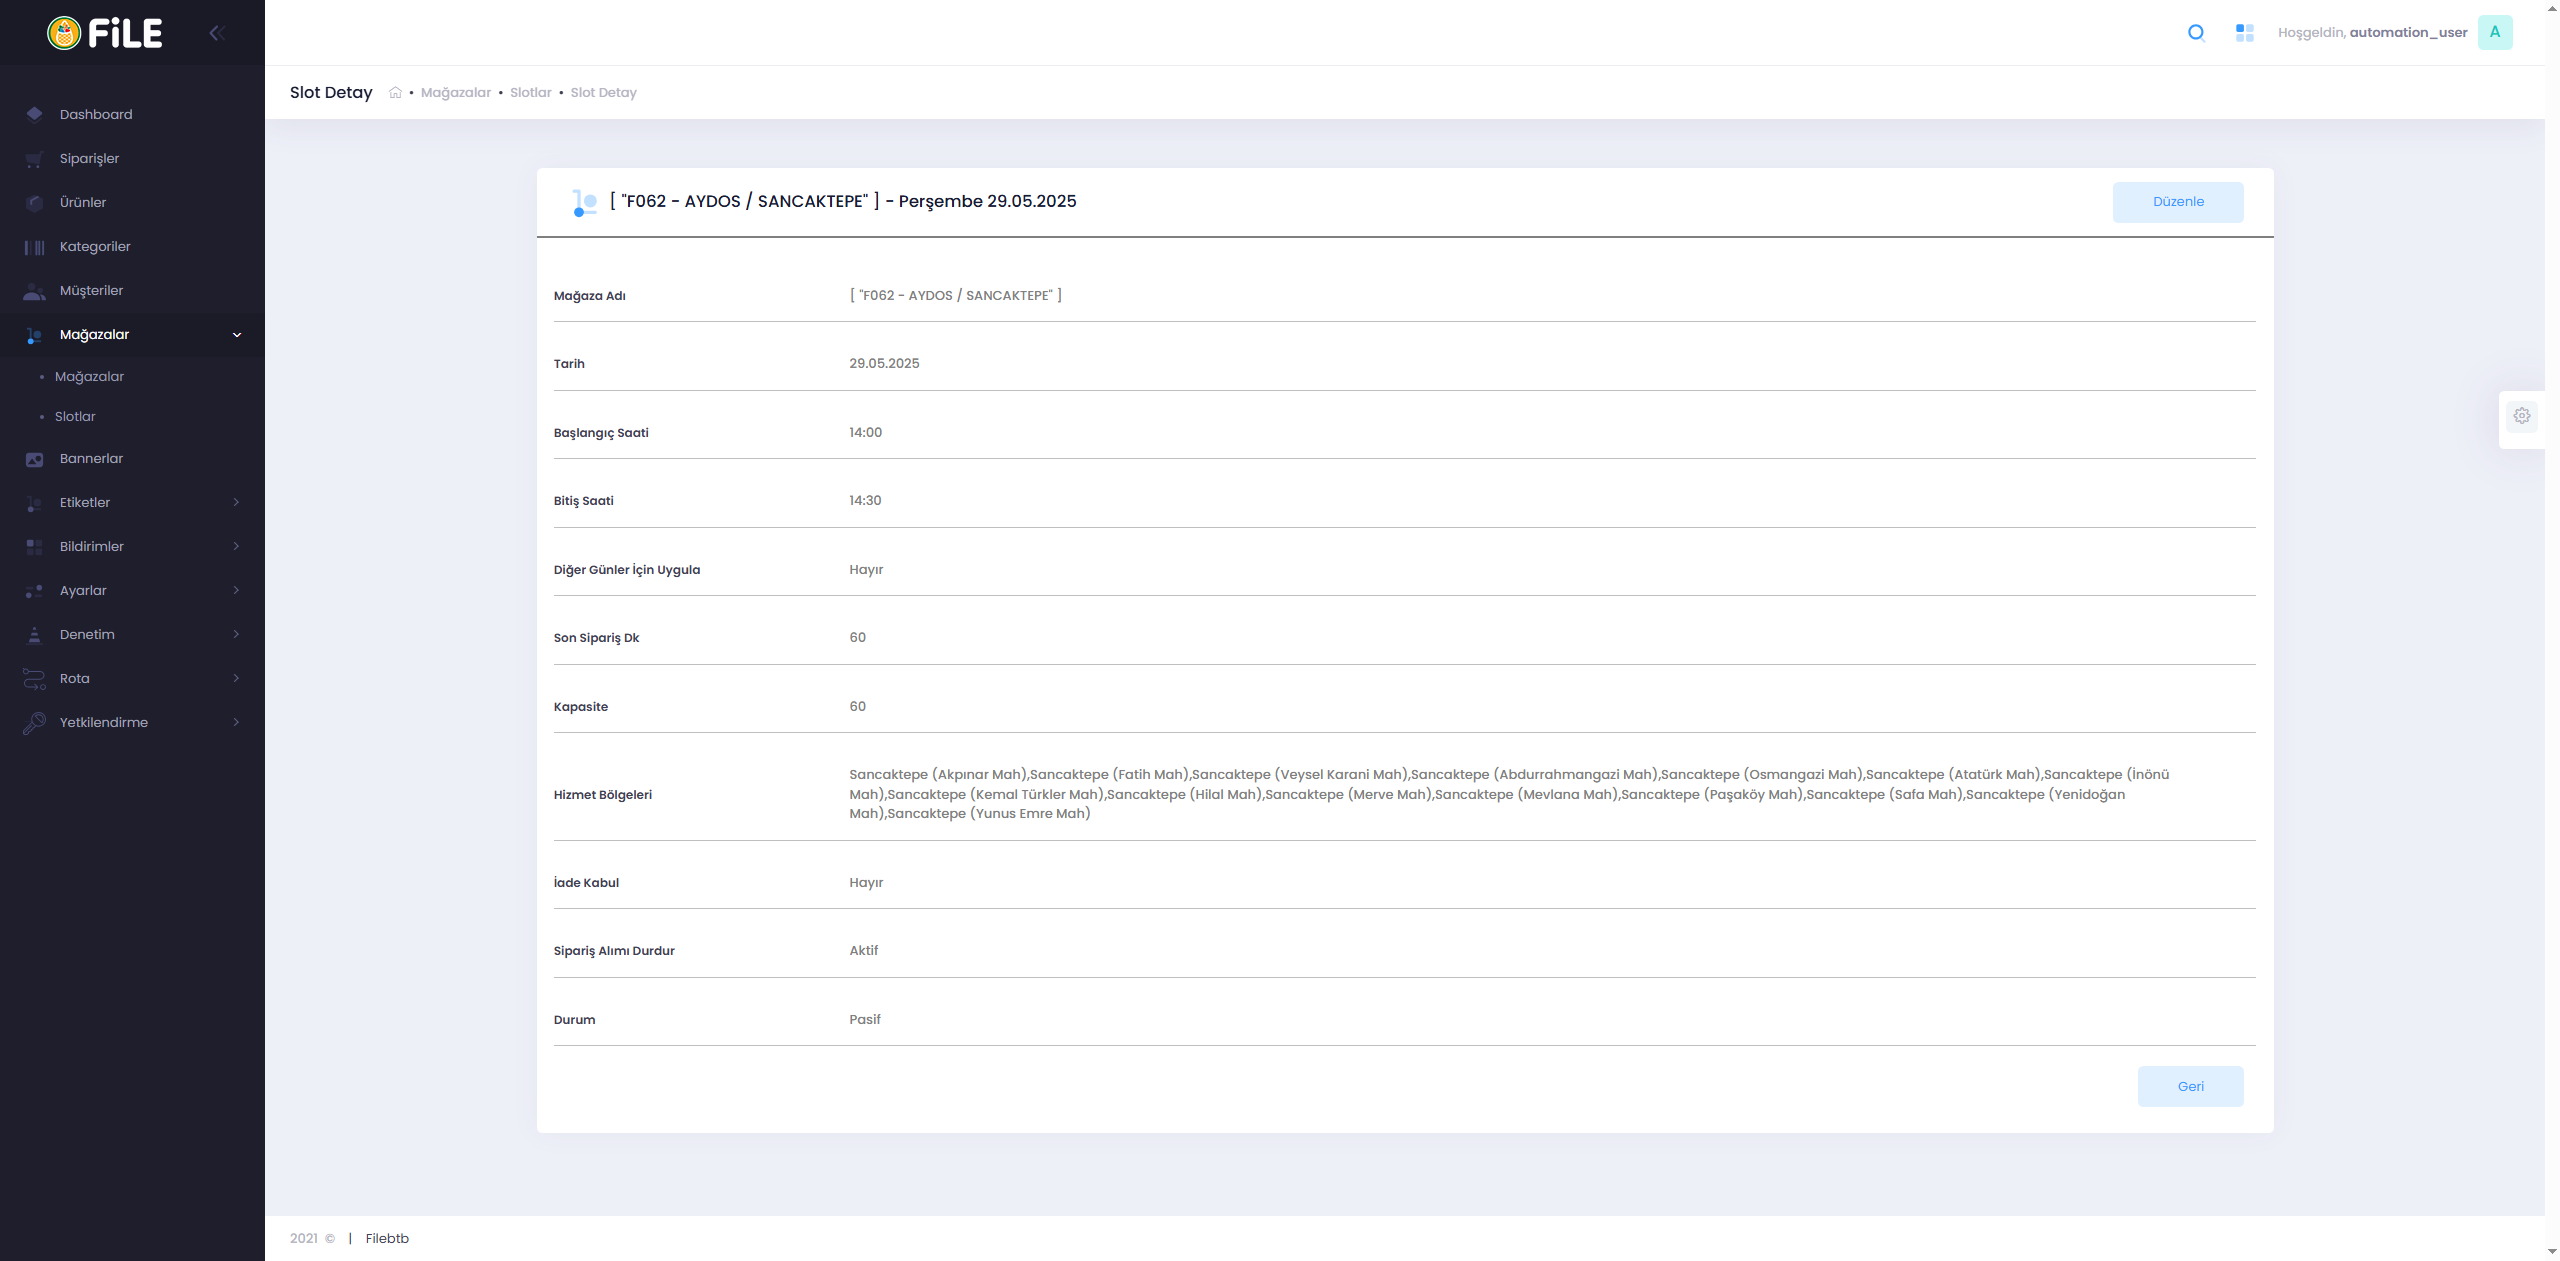 FiLE
Hoşgeldin, automation_user
A
Slot Detay • Mağazalar • Slotlar • Slot Detay
Dashboard
Siparişler
Ürünler
Kategoriler
Müşteriler
Mağazalar
• Mağazalar
• Slotlar
Bannerlar
Etiketler
Bildirimler
Ayarlar
Denetim
Rota
Yetkilendirme
[ "F062 - AYDOS / SANCAKTEPE" ] - Perşembe 29.05.2025
Düzenle
Mağaza Adı [ "F062 - AYDOS / SANCAKTEPE" ]
Tarih 29.05.2025
Başlangıç Saati 14:00
Bitiş Saati 14:30
Diğer Günler İçin Uygula Hayır
Son Sipariş Dk 60
Kapasite 60
Hizmet Bölgeleri
Sancaktepe (Akpınar Mah),Sancaktepe (Fatih Mah),Sancaktepe (Veysel Karani Mah),Sancaktepe (Abdurrahmangazi Mah),Sancaktepe (Osmangazi Mah),Sancaktepe (Atatürk Mah),Sancaktepe (İnönü
Mah),Sancaktepe (Kemal Türkler Mah),Sancaktepe (Hilal Mah),Sancaktepe (Merve Mah),Sancaktepe (Mevlana Mah),Sancaktepe (Paşaköy Mah),Sancaktepe (Safa Mah),Sancaktepe (Yenidoğan
Mah),Sancaktepe (Yunus Emre Mah)
İade Kabul Hayır
Sipariş Alımı Durdur Aktif
Durum Pasif
Geri
2021 © | Filebtb